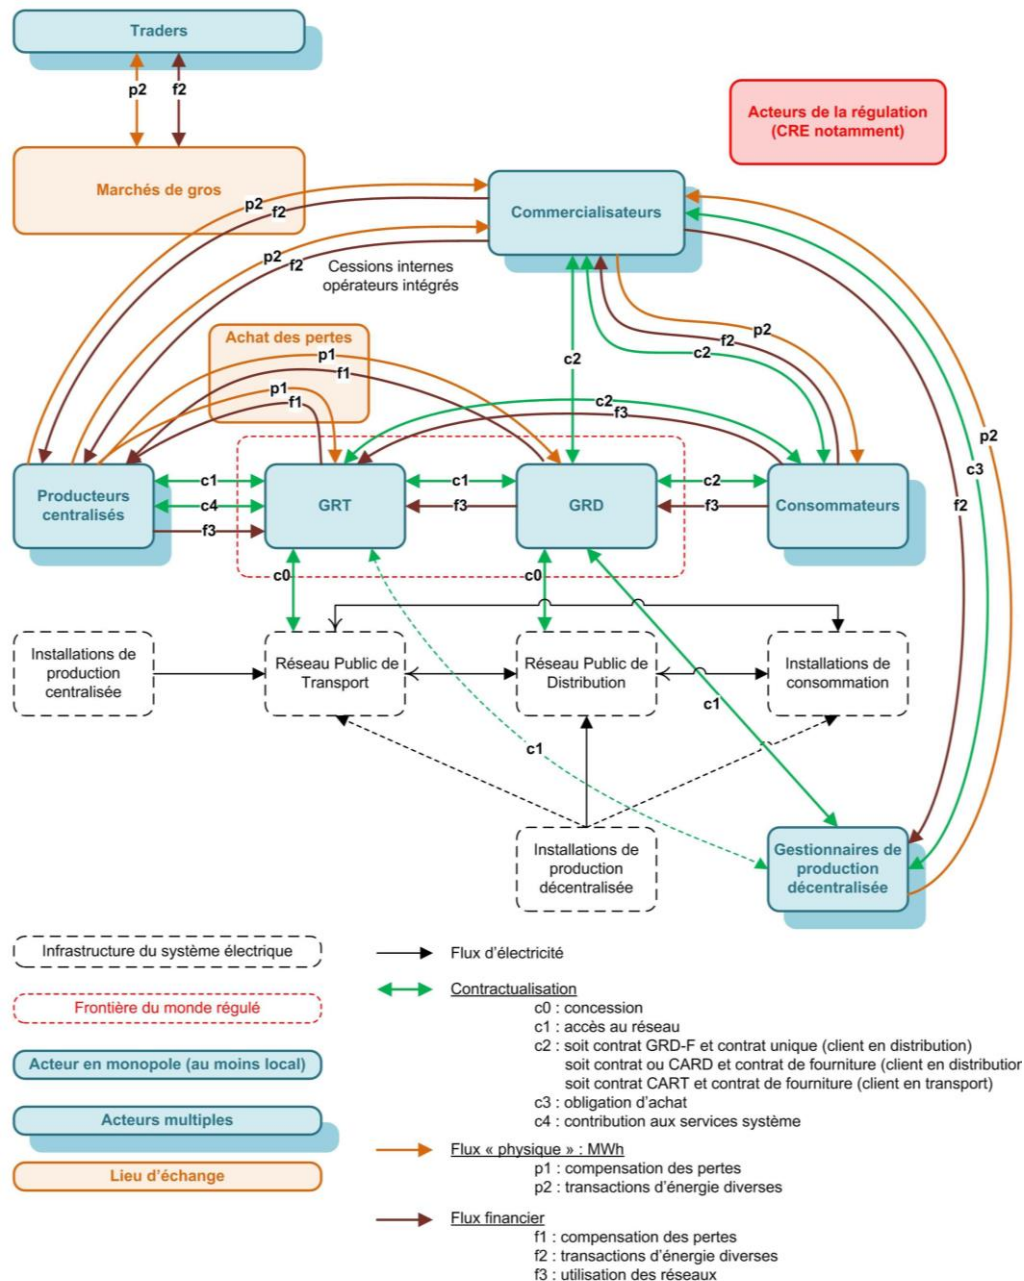 Traders
p2
f2
Acteurs de la régulation
(CRE notamment)
Marchés de gros
p2
f2
Commercialisateurs
p2
f2
Cessions internes
opérateurs intégrés
Achat des pertes
p1
f1
p1
f1
c2
p2
f2
c2
c2
f3
p2
c3
f2
Producteurs
centralisés
c1
c4
f3
GRT
c1
f3
GRD
c2
f3
Consommateurs
c0
c0
Installations de
production
centralisée
Réseau Public de
Transport
Réseau Public de
Distribution
Installations de
consommation
c1
c1
Installations de
production
décentralisée
Gestionnaires de
production
décentralisée
Infrastructure du système électrique
Frontière du monde régulé
Acteur en monopole (au moins local)
Acteurs multiples
Lieu d'échange
Flux d'électricité
Contractualisation
c0 : concession
c1 : accès au réseau
c2 : soit contrat GRD-F et contrat unique (client en distribution)
soit contrat ou CARD et contrat de fourniture (client en distribution
soit contrat CART et contrat de fourniture (client en transport)
c3 : obligation d'achat
c4 : contribution aux services système
Flux « physique » : MWh
p1 : compensation des pertes
p2 : transactions d'énergie diverses
Flux financier
f1 : compensation des pertes
f2 : transactions d'énergie diverses
f3 : utilisation des réseaux